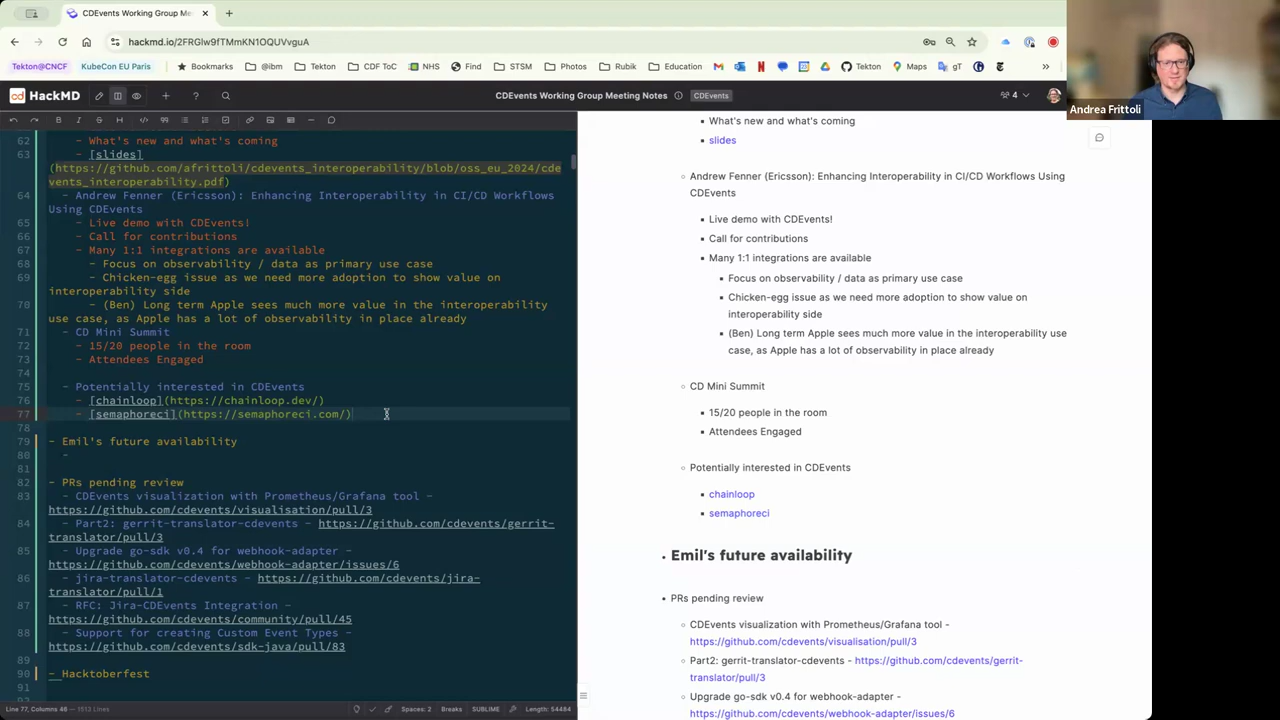 CDEvents Working Group Meeting N
hackmd.io/2FRGlw9fTMmKN1OQUVvguA
Tekton@CNCF
KubeCon EU Paris
Bookmarks
@ibm
Tekton
CDF ToC
NHS
Find
STSM
Photos
Rubik
Education
Tekton
gT
Maps
Andrea Frittoli
HackMD
CDEvents Working Group Meeting Notes
CDEvents
4
62 - What's new and what's coming
63 - [slides]
(https://github.com/afrittoli/cdevents_interoperability/blob/oss_eu_2024/cde
vents_interoperability.pdf)
64 - Andrew Fenner (Ericsson): Enhancing Interoperability in CI/CD Workflows
Using CDEvents
65 - Live demo with CDEvents!
66 - Call for contributions
67 - Many 1:1 integrations are available
68 - Focus on observability / data as primary use case
69 - Chicken-egg issue as we need more adoption to show value on
interoperability side
70 - (Ben) Long term Apple sees much more value in the interoperability
use case, as Apple has a lot of observability in place already
71 - CD Mini Summit
72 - 15/20 people in the room
73 - Attendees Engaged
74
75 - Potentially interested in CDEvents
76 - [chainloop](https://chainloop.dev/)
77 - [semaphoreci](https://semaphoreci.com/)
78
79 - Emil's future availability
80 -
81
82 - PRs pending review
83 - CDEvents visualization with Prometheus/Grafana tool -
https://github.com/cdevents/visualisation/pull/3
84 - Part2: gerrit-translator-cdevents - https://github.com/cdevents/gerrit-
translator/pull/3
85 - Upgrade go-sdk v0.4 for webhook-adapter -
https://github.com/cdevents/webhook-adapter/issues/6
86 - jira-translator-cdevents - https://github.com/cdevents/jira-
translator/pull/1
87 - RFC: Jira-CDEvents Integration -
https://github.com/cdevents/community/pull/45
88 - Support for creating Custom Event Types -
https://github.com/cdevents/sdk-java/pull/83
89
90 - Hacktoberfest
91
Line 77, Columns 46 — 1513 Lines
Spaces: 2
Breaks
SUBLIME
Length: 54484
What's new and what's coming
slides
Andrew Fenner (Ericsson): Enhancing Interoperability in CI/CD Workflows Using
CDEvents
Live demo with CDEvents!
Call for contributions
Many 1:1 integrations are available
Focus on observability / data as primary use case
Chicken-egg issue as we need more adoption to show value on
interoperability side
(Ben) Long term Apple sees much more value in the interoperability use
case, as Apple has a lot of observability in place already
CD Mini Summit
15/20 people in the room
Attendees Engaged
Potentially interested in CDEvents
chainloop
semaphoreci
Emil's future availability
PRs pending review
CDEvents visualization with Prometheus/Grafana tool -
https://github.com/cdevents/visualisation/pull/3
Part2: gerrit-translator-cdevents - https://github.com/cdevents/gerrit-
translator/pull/3
Upgrade go-sdk v0.4 for webhook-adapter -
https://github.com/cdevents/webhook-adapter/issues/6